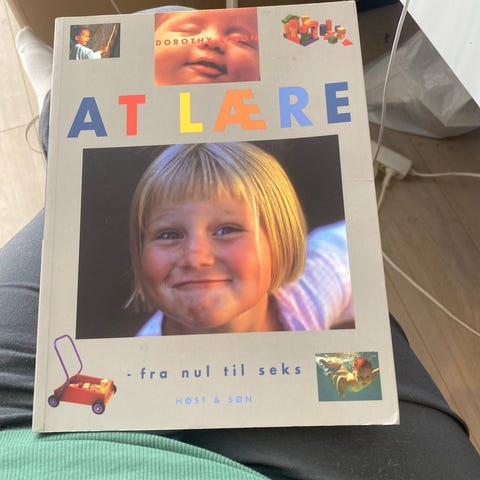 DOROTHY
AT LÆRE
- fra nul til seks
HØST & SØN